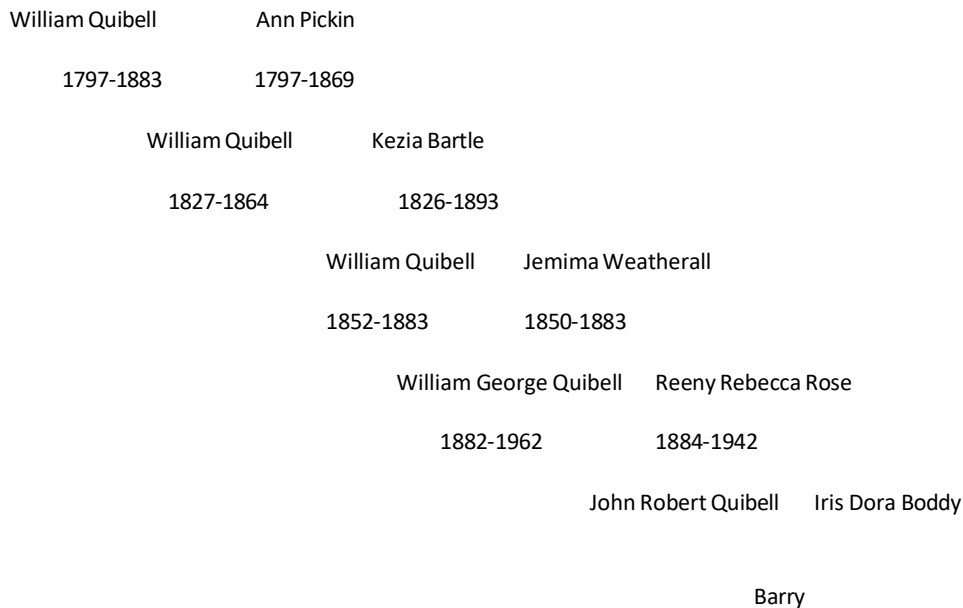 William Quibell Ann Pickin
1797-1883 1797-1869
William Quibell Kezia Bartle
1827-1864 1826-1893
William Quibell Jemima Weatherall
1852-1883 1850-1883
William George Quibell Reeny Rebecca Rose
1882-1962 1884-1942
John Robert Quibell Iris Dora Boddy
Barry